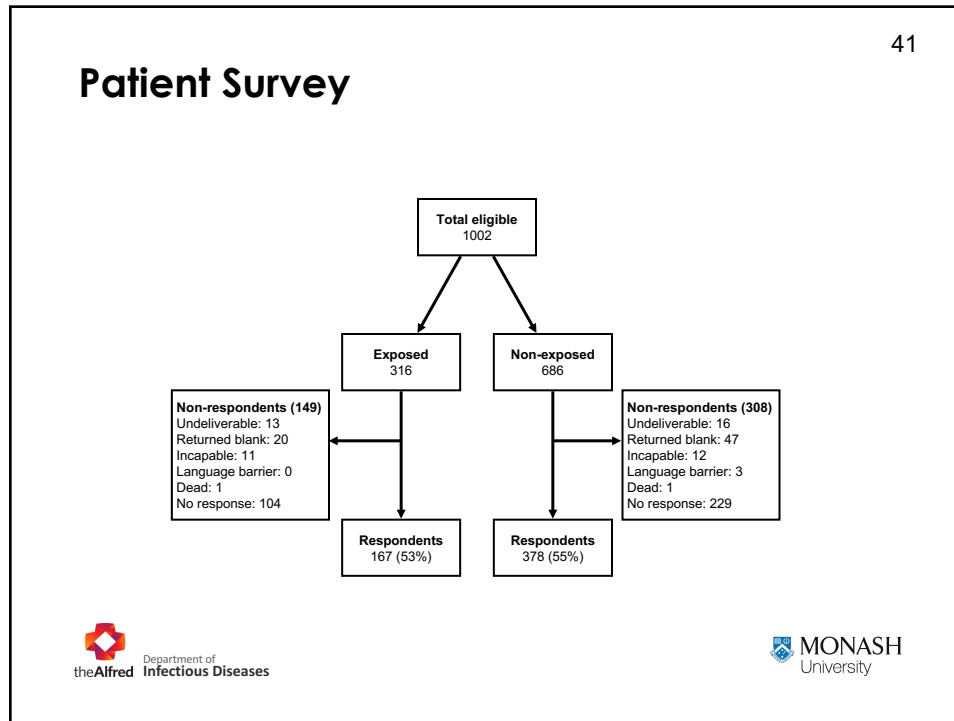 41
Patient Survey
Total eligible
1002
Exposed
316
Non-exposed
686
Non-respondents (149)
Undeliverable: 13
Returned blank: 20
Incapable: 11
Language barrier: 0
Dead: 1
No response: 104
Non-respondents (308)
Undeliverable: 16
Returned blank: 47
Incapable: 12
Language barrier: 3
Dead: 1
No response: 229
Respondents
167 (53%)
Respondents
378 (55%)
theAlfred
Department of
Infectious Diseases
MONASH
University